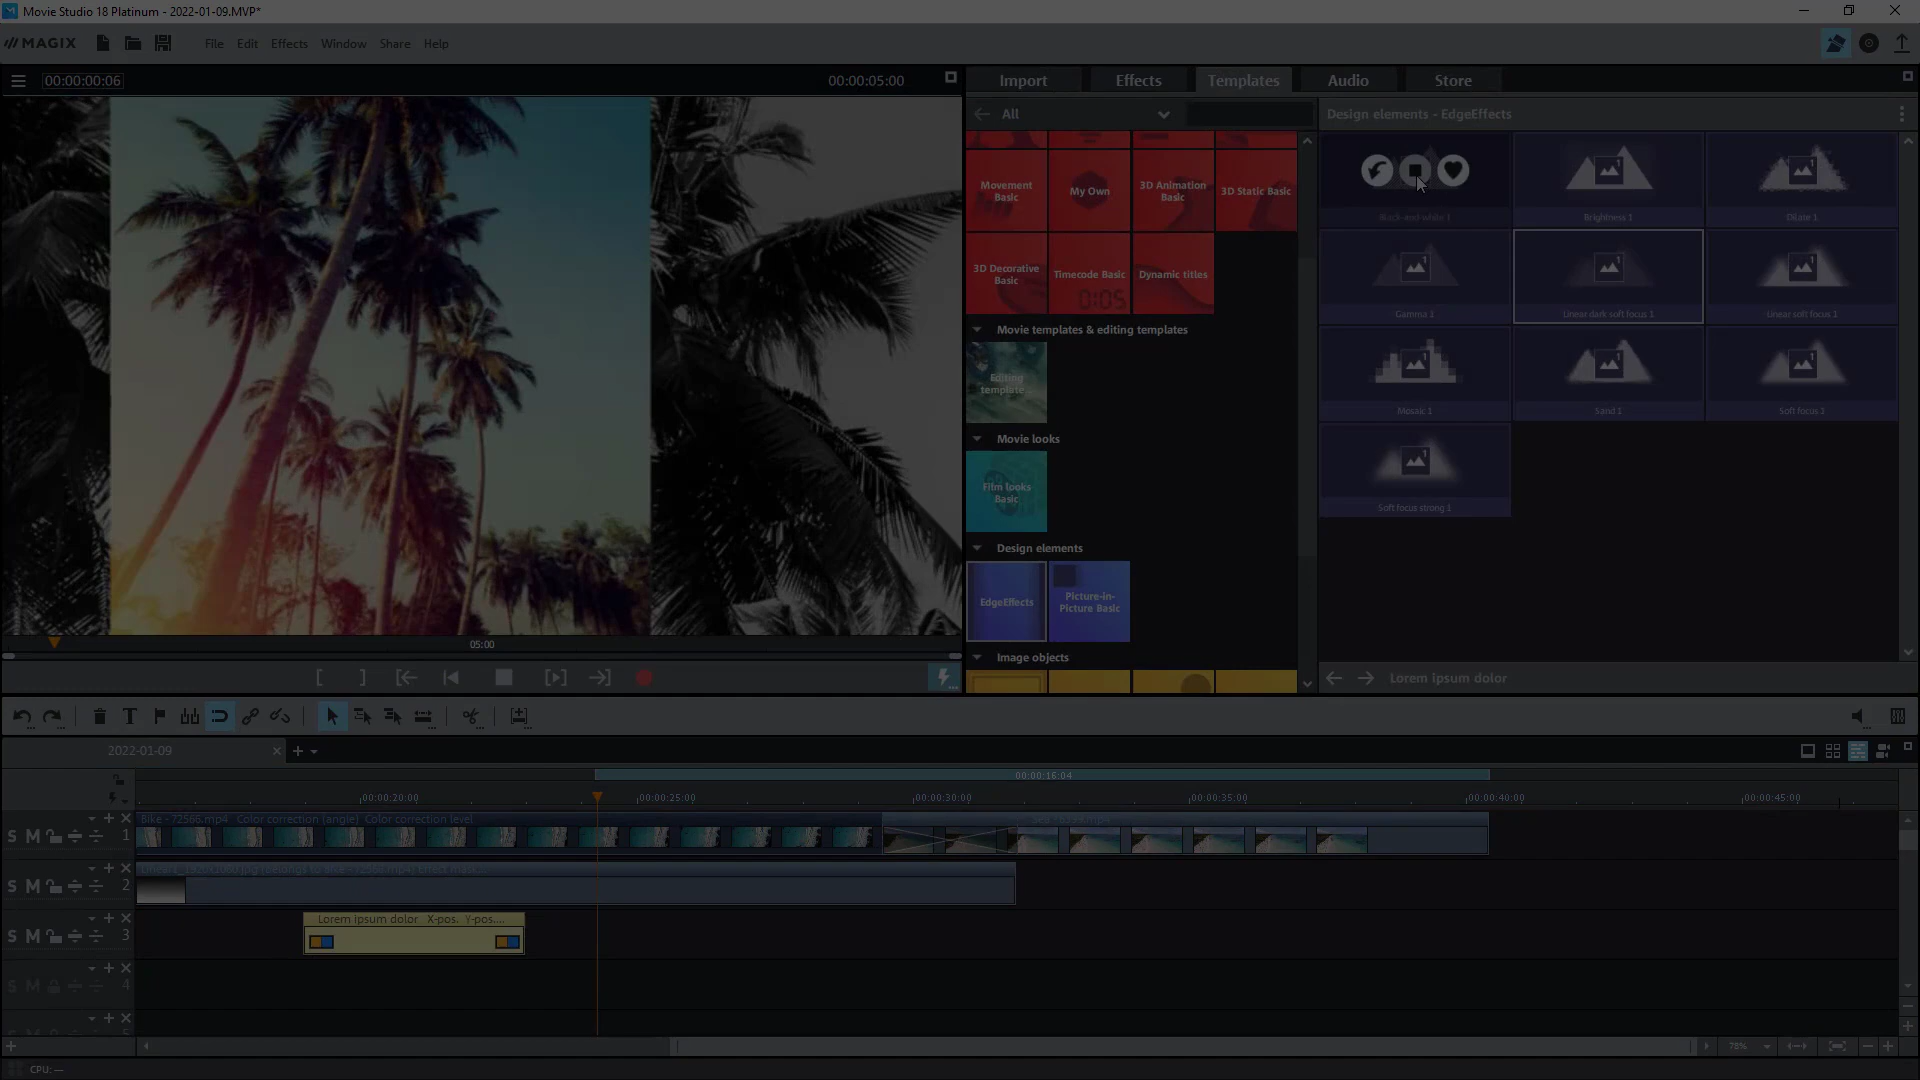 Movie Studio 18 Platinum - 2022-01-09.MVP*
MAGIX
File Edit Effects Window Share Help
00:00:00:06
00:00:05:00
Import
Effects
Templates
Audio
Store
All
Design elements - EdgeEffects
Movement Basic
My Own
3D Animation Basic
3D Static Basic
3D Decorative Basic
Timecode Basic
0:05
Dynamic titles
Movie templates & editing templates
Editing template...
Movie looks
Film looks Basic
Design elements
EdgeEffects
Picture-in-Picture Basic
Image objects
Black-and-white 1
Brightness 1
Dilate 1
Linear dark soft focus 1
Linear soft focus 1
Mosaic 1
Sand 1
Soft focus strong 1
Lorem ipsum dolor
05:00
2022-01-09
00:00:16:04
00:00:20:00
00:00:25:00
00:00:30:00
00:00:35:00
00:00:40:00
00:00:45:00
S M 1
Bike - 72566.mp4 Color correction (angle) Color correction level
S M 2
S M 3
Lorem ipsum dolor X-pos. Y-pos....
S M 4
78%
CPU: —